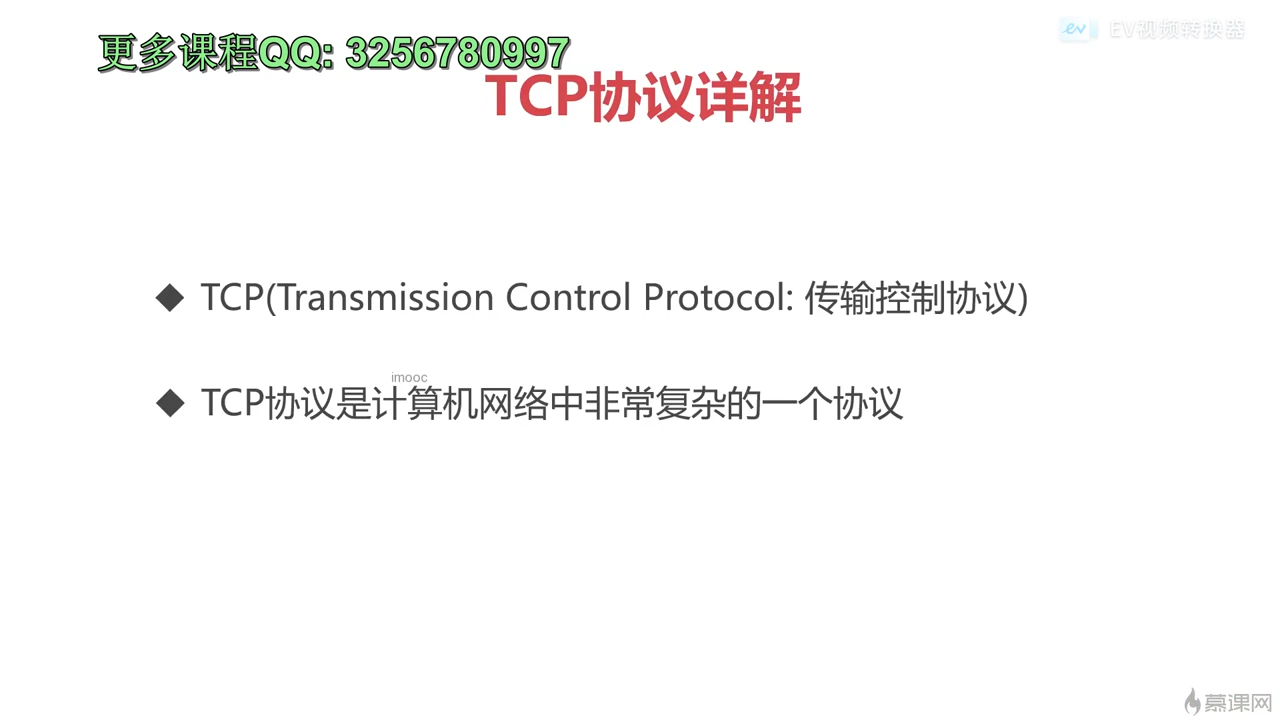 更多课程QQ: 3256780997
EV视频转换器
TCP协议详解
◆ TCP(Transmission Control Protocol: 传输控制协议)
imooc
◆ TCP协议是计算机网络中非常复杂的一个协议
慕课网